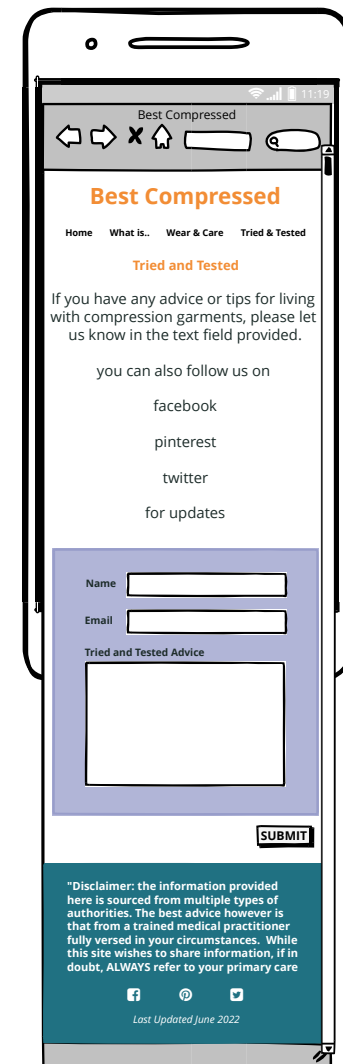 11:19
Best Compressed
Best Compressed
Home What is.. Wear & Care Tried & Tested
Tried and Tested
If you have any advice or tips for living
with compression garments, please let
us know in the text field provided.
you can also follow us on
facebook
pinterest
twitter
for updates
Name
Email
Tried and Tested Advice
SUBMIT
"Disclaimer: the information provided
here is sourced from multiple types of
authorities. The best advice however is
that from a trained medical practitioner
fully versed in your circumstances. While
this site wishes to share information, if in
doubt, ALWAYS refer to your primary care
Last Updated June 2022